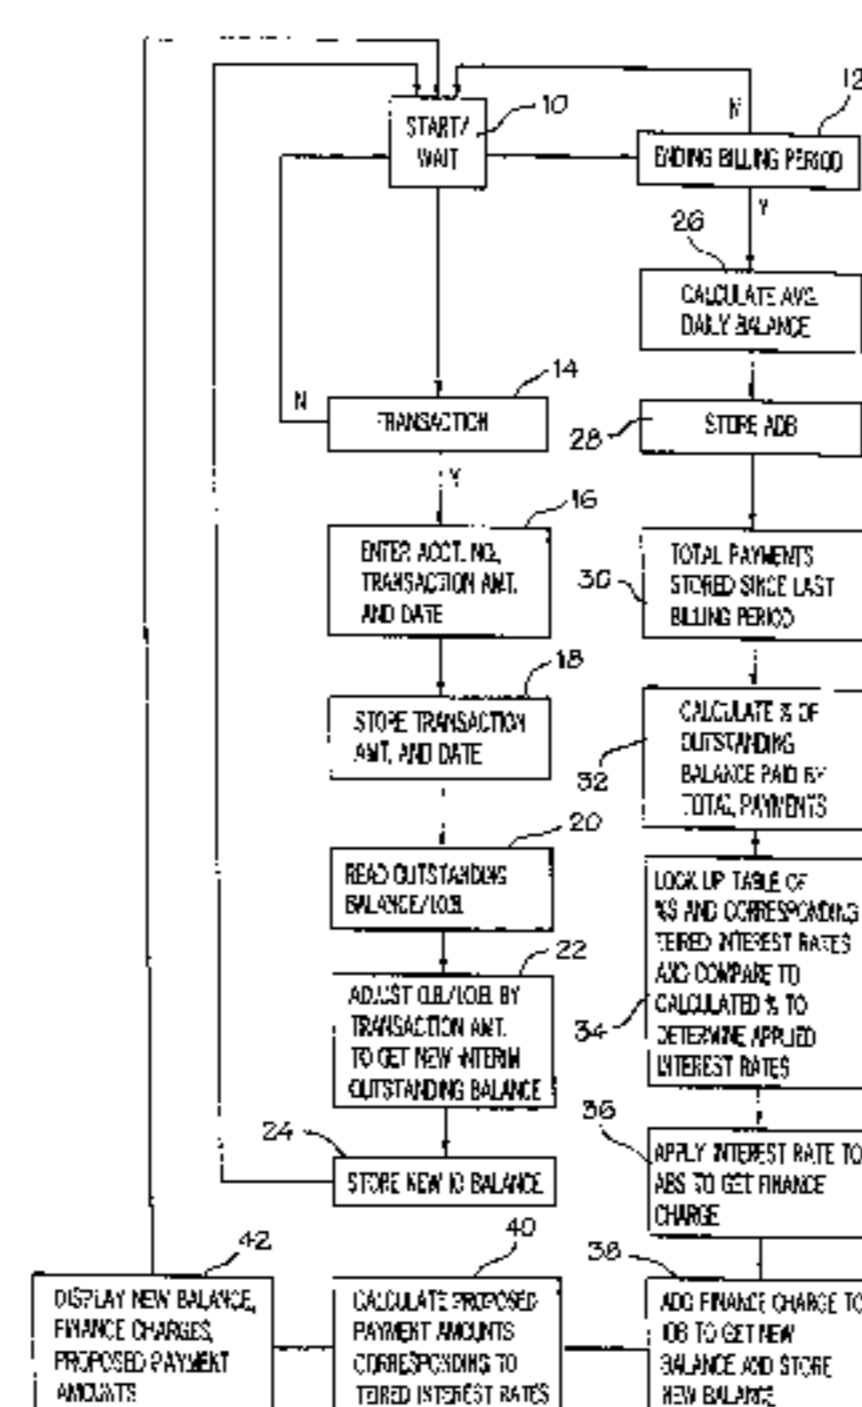 10
START/
WAIT
12
N
ENDING BILLING PERIOD
Y
26
CALCULATE AVG.
DAILY BALANCE
14
N
TRANSACTION
28
STORE ADB
Y
16
ENTER ACCT. NO.,
TRANSACTION AMT.
AND DATE
30
TOTAL PAYMENTS
STORED SINCE LAST
BILLING PERIOD
18
STORE TRANSACTION
AMT. AND DATE
32
CALCULATE % OF
OUTSTANDING
BALANCE PAID BY
TOTAL PAYMENTS
20
READ OUTSTANDING
BALANCE/I.O.B.
22
ADJUST O.B./I.O.B. BY
TRANSACTION AMT.
TO GET NEW INTERIM
OUTSTANDING BALANCE
34
LOOK UP TABLE OF
%S AND CORRESPONDING
TEIRED INTEREST RATES
AND COMPARE TO
CALCULATED % TO
DETERMINE APPLIED
INTEREST RATES
24
STORE NEW IO BALANCE
36
APPLY INTEREST RATE TO
ABS TO GET FINANCE
CHARGE
38
ADD FINANCE CHARGE TO
IOB TO GET NEW
BALANCE AND STORE
NEW BALANCE
40
CALCULATE PROPOSED
PAYMENT AMOUNTS
CORRESPONDING TO
TEIRED INTEREST RATES
42
DISPLAY NEW BALANCE,
FINANCE CHARGES,
PROPOSED PAYMENT
AMOUNTS